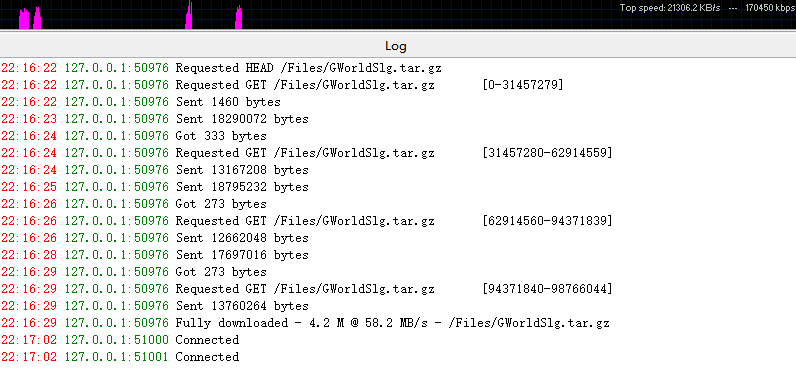 Top speed: 21306.2 KB/s --- 170450 kbps
Log
22:16:22 127.0.0.1:50976 Requested HEAD /Files/GWorldSlg.tar.gz
22:16:22 127.0.0.1:50976 Requested GET /Files/GWorldSlg.tar.gz [0-31457279]
22:16:22 127.0.0.1:50976 Sent 1460 bytes
22:16:23 127.0.0.1:50976 Sent 18290072 bytes
22:16:24 127.0.0.1:50976 Got 333 bytes
22:16:24 127.0.0.1:50976 Requested GET /Files/GWorldSlg.tar.gz [31457280-62914559]
22:16:24 127.0.0.1:50976 Sent 13167208 bytes
22:16:25 127.0.0.1:50976 Sent 18795232 bytes
22:16:26 127.0.0.1:50976 Got 273 bytes
22:16:26 127.0.0.1:50976 Requested GET /Files/GWorldSlg.tar.gz [62914560-94371839]
22:16:26 127.0.0.1:50976 Sent 12662048 bytes
22:16:28 127.0.0.1:50976 Sent 17697016 bytes
22:16:29 127.0.0.1:50976 Got 273 bytes
22:16:29 127.0.0.1:50976 Requested GET /Files/GWorldSlg.tar.gz [94371840-98766044]
22:16:29 127.0.0.1:50976 Sent 13760264 bytes
22:16:29 127.0.0.1:50976 Fully downloaded - 4.2 M @ 58.2 MB/s - /Files/GWorldSlg.tar.gz
22:17:02 127.0.0.1:51000 Connected
22:17:02 127.0.0.1:51001 Connected